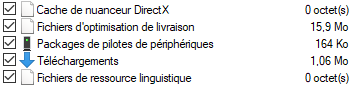 Cache de nuanceur DirectX 0 octet(s)
Fichiers d'optimisation de livraison 15,9 Mo
Packages de pilotes de périphériques 164 Ko
Téléchargements 1,06 Mo
Fichiers de ressource linguistique 0 octet(s)